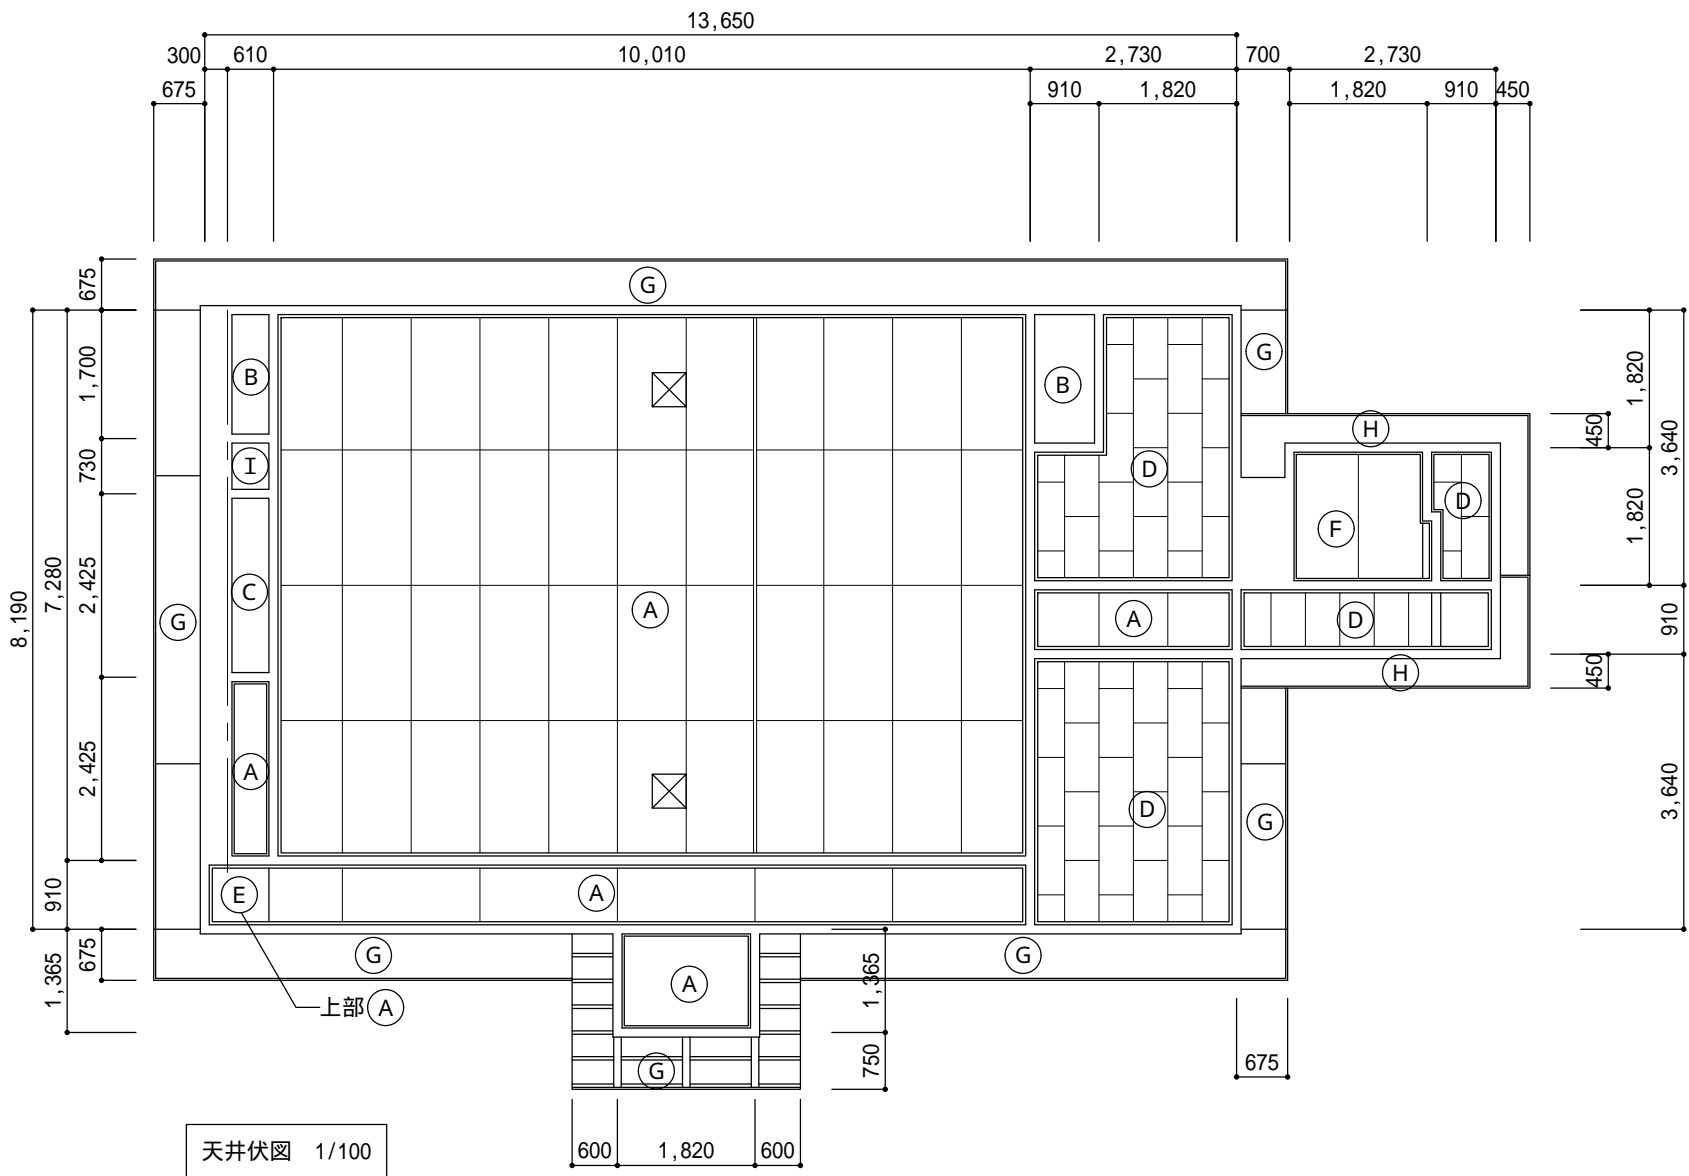 13,650
300 610 10,010 2,730 700 2,730
675 910 1,820 1,820 910 450
675
G
1,700
B
B
G
1,820
450
H
3,640
730
I
D
D
F
1,820
8,190
7,280
2,425
C
G
A
A
D
910
H
450
2,425
A
D
G
3,640
910
E
A
675
1,365
G
A
G
1,365
上部 A
G
750
675
天井伏図 1/100
600 1,820 600